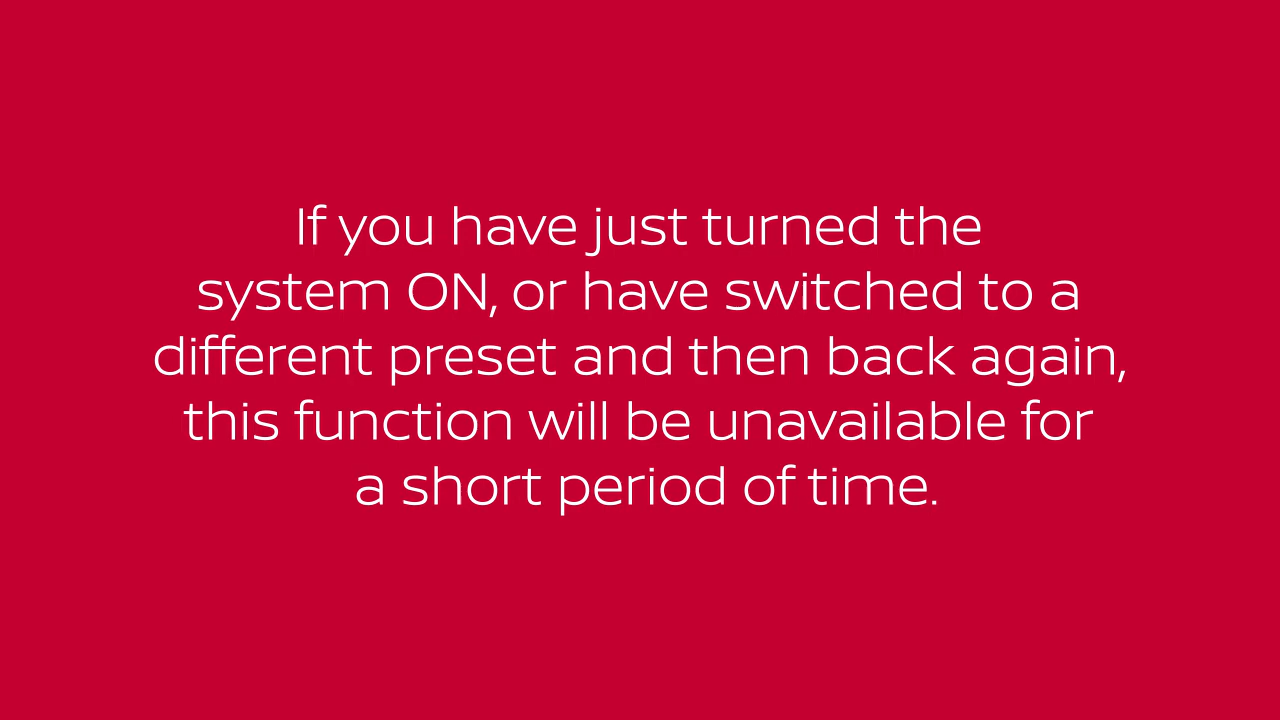 If you have just turned the
system ON, or have switched to a
different preset and then back again,
this function will be unavailable for
a short period of time.